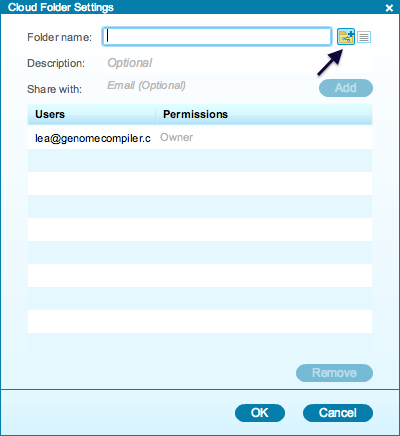 Cloud Folder Settings
Folder name:
Description: Optional
Share with: Email (Optional) Add
Users Permissions
lea@genomecompiler.c Owner
Remove
OK Cancel